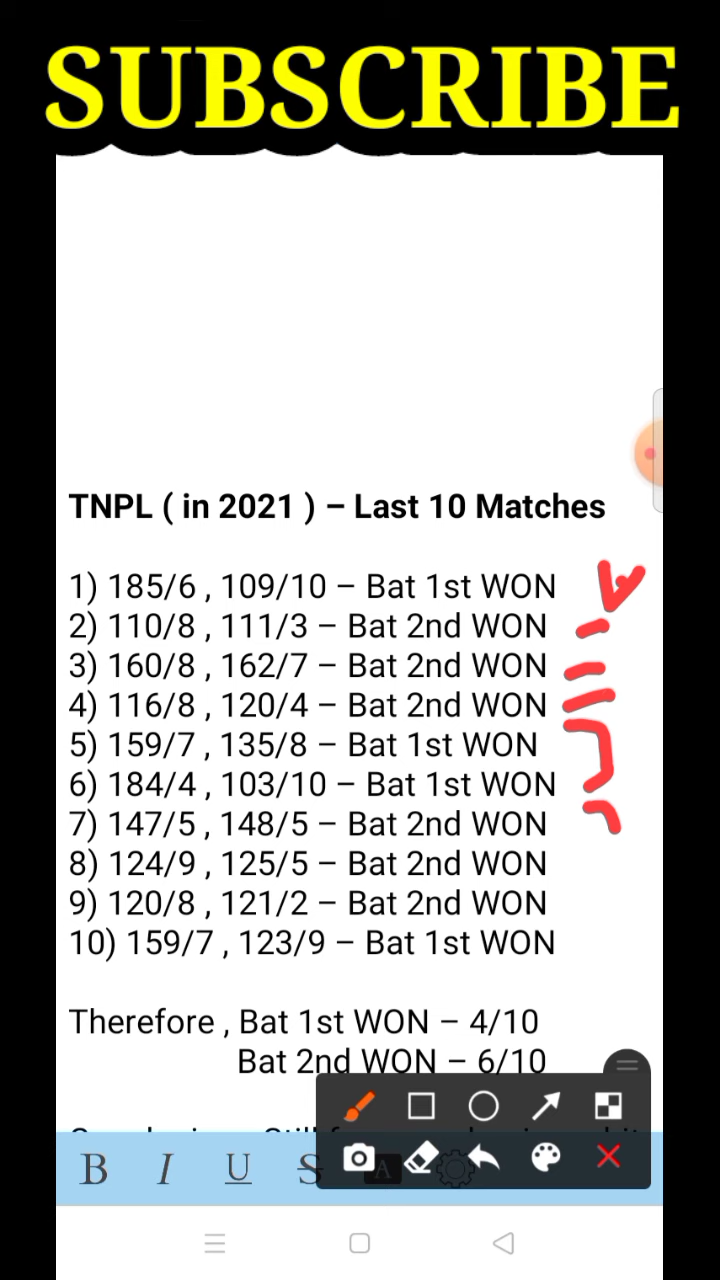 SUBSCRIBE
TNPL ( in 2021 ) – Last 10 Matches
1) 185/6 , 109/10 – Bat 1st WON
2) 110/8 , 111/3 – Bat 2nd WON
3) 160/8 , 162/7 – Bat 2nd WON
4) 116/8 , 120/4 – Bat 2nd WON
5) 159/7 , 135/8 – Bat 1st WON
6) 184/4 , 103/10 – Bat 1st WON
7) 147/5 , 148/5 – Bat 2nd WON
8) 124/9 , 125/5 – Bat 2nd WON
9) 120/8 , 121/2 – Bat 2nd WON
10) 159/7 , 123/9 – Bat 1st WON
Therefore , Bat 1st WON – 4/10
Bat 2nd WON – 6/10
B I U S A